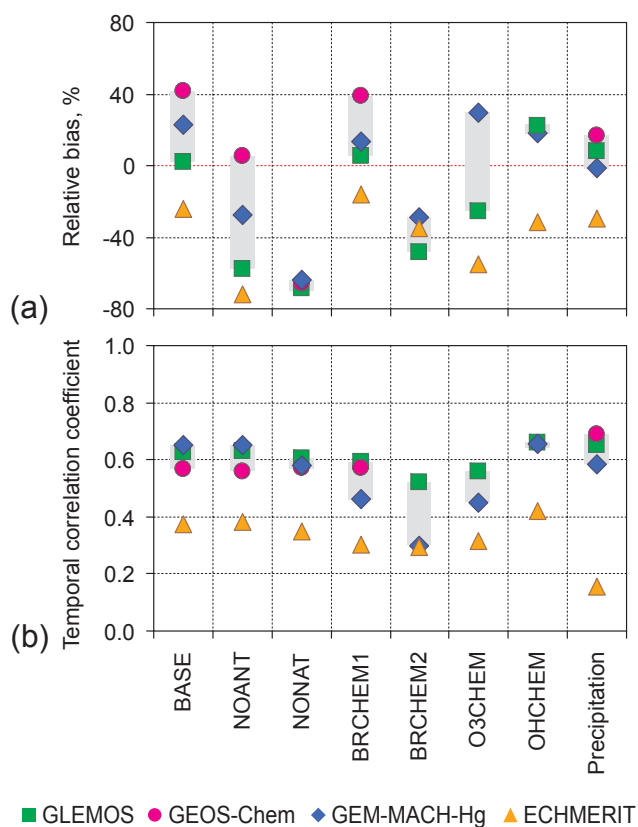 80
40
0
-40
-80
Relative bias, %
(a)
1.0
0.8
0.6
0.4
0.2
0.0
Temporal correlation coefficient
(b)
BASE
NOANT
NONAT
BRCHEM1
BRCHEM2
O3CHEM
OHCHEM
Precipitation
GLEMOS GEOS-Chem GEM-MACH-Hg ECHMERIT